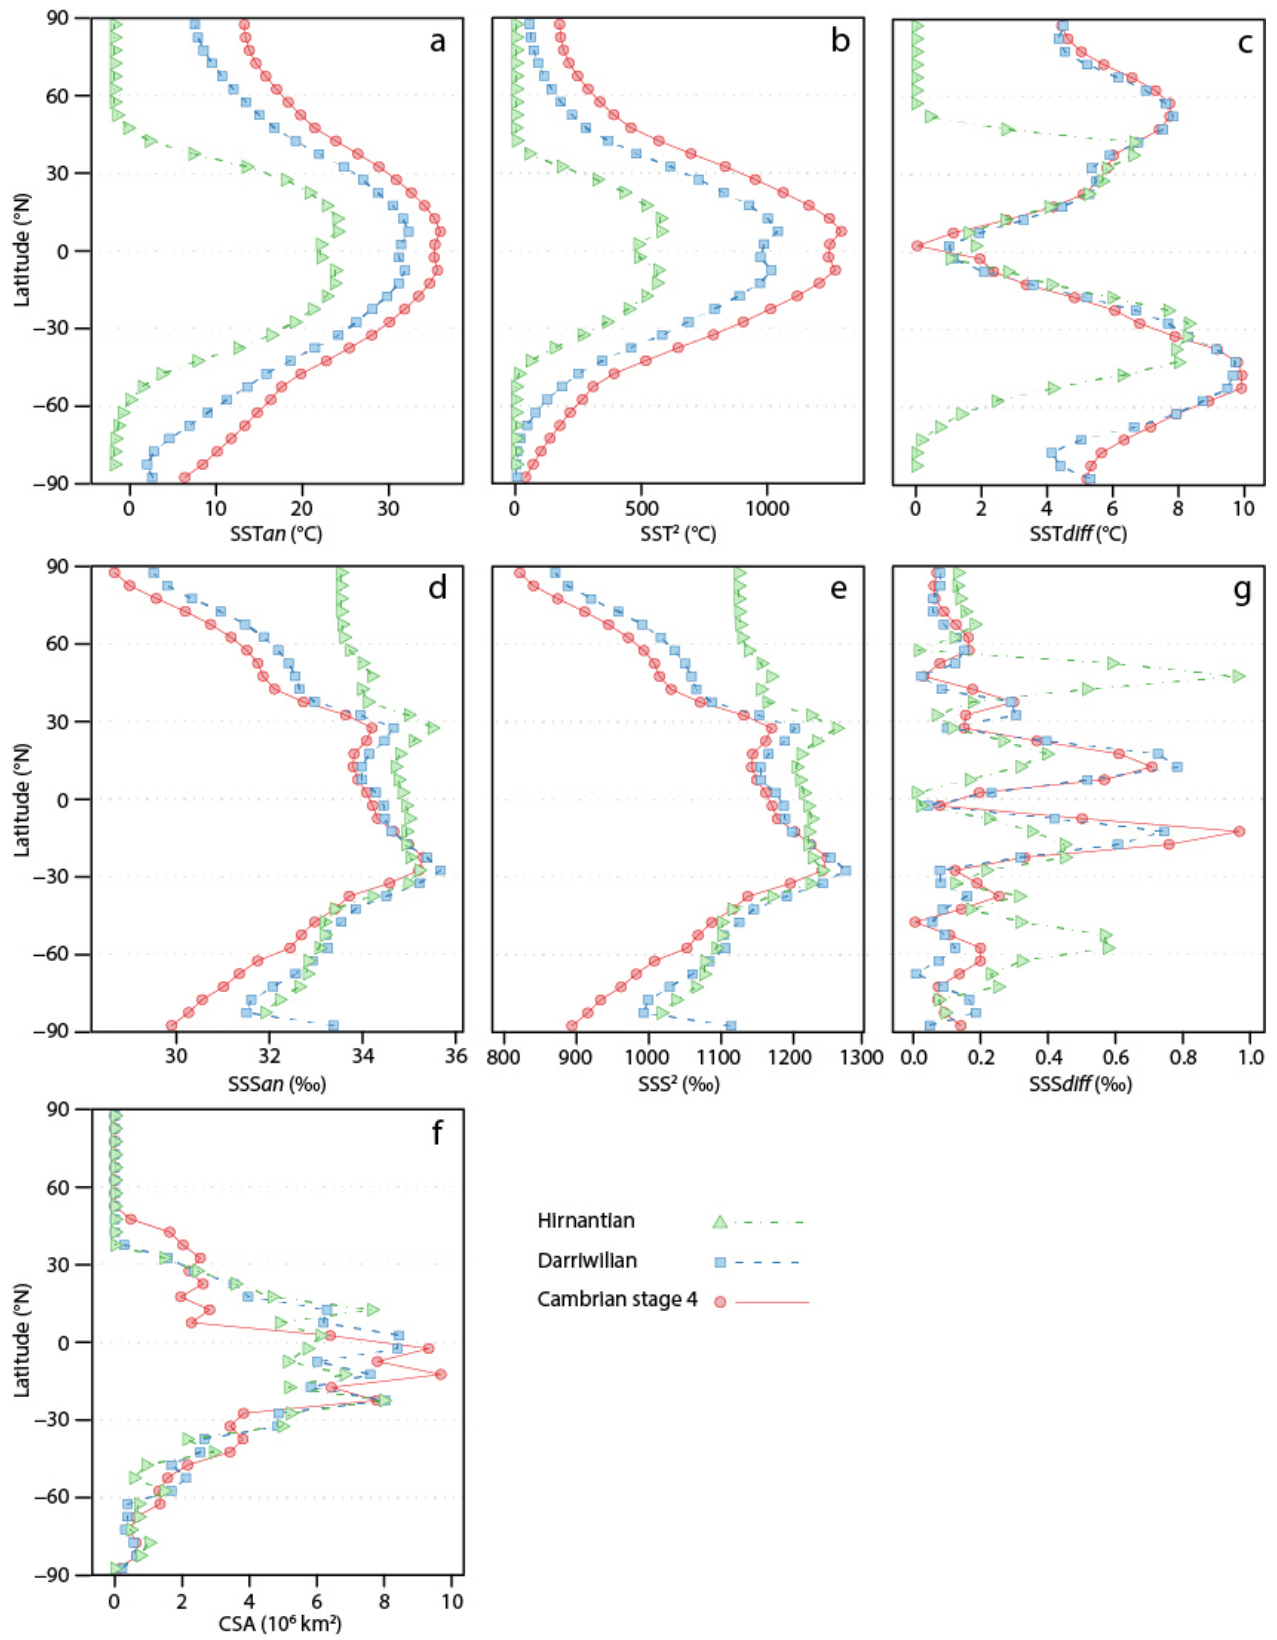 90
60
30
0
−30
−60
−90
Latitude (°N)
a
0
10
20
30
SSTan (°C)
b
0
500
1000
SST² (°C)
c
0
2
4
6
8
10
SSTdiff (°C)
90
60
30
0
−30
−60
−90
Latitude (°N)
d
30
32
34
36
SSSan (‰)
e
800
900
1000
1100
1200
1300
SSS² (‰)
g
0.0
0.2
0.4
0.6
0.8
1.0
SSSdiff (‰)
90
60
30
0
−30
−60
−90
Latitude (°N)
f
0
2
4
6
8
10
CSA (10⁶ km²)
Hirnantian
Darriwilian
Cambrian stage 4